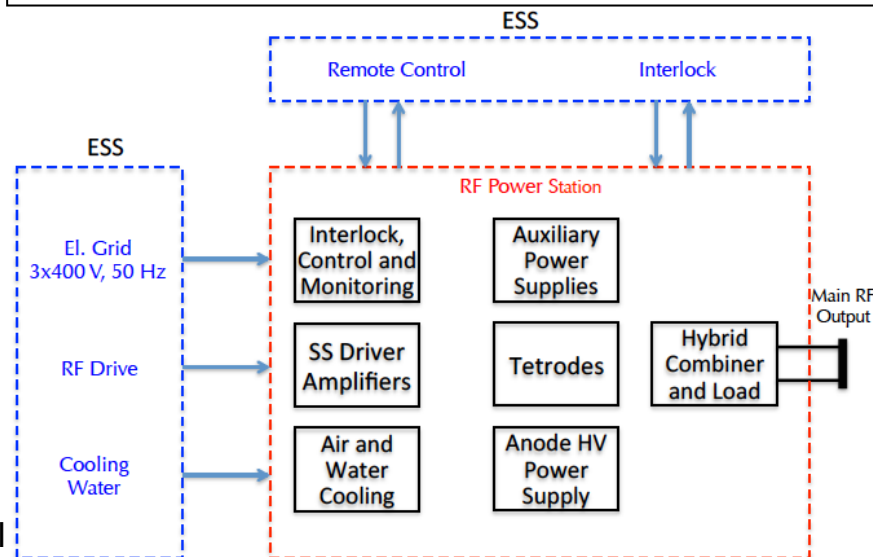 ESS
Remote Control
Interlock
ESS
RF Power Station
El. Grid
3x400 V, 50 Hz
Interlock,
Control and
Monitoring
Auxiliary
Power
Supplies
Main RF
Output
RF Drive
SS Driver
Amplifiers
Tetrodes
Hybrid
Combiner
and Load
Cooling
Water
Air and
Water
Cooling
Anode HV
Power
Supply